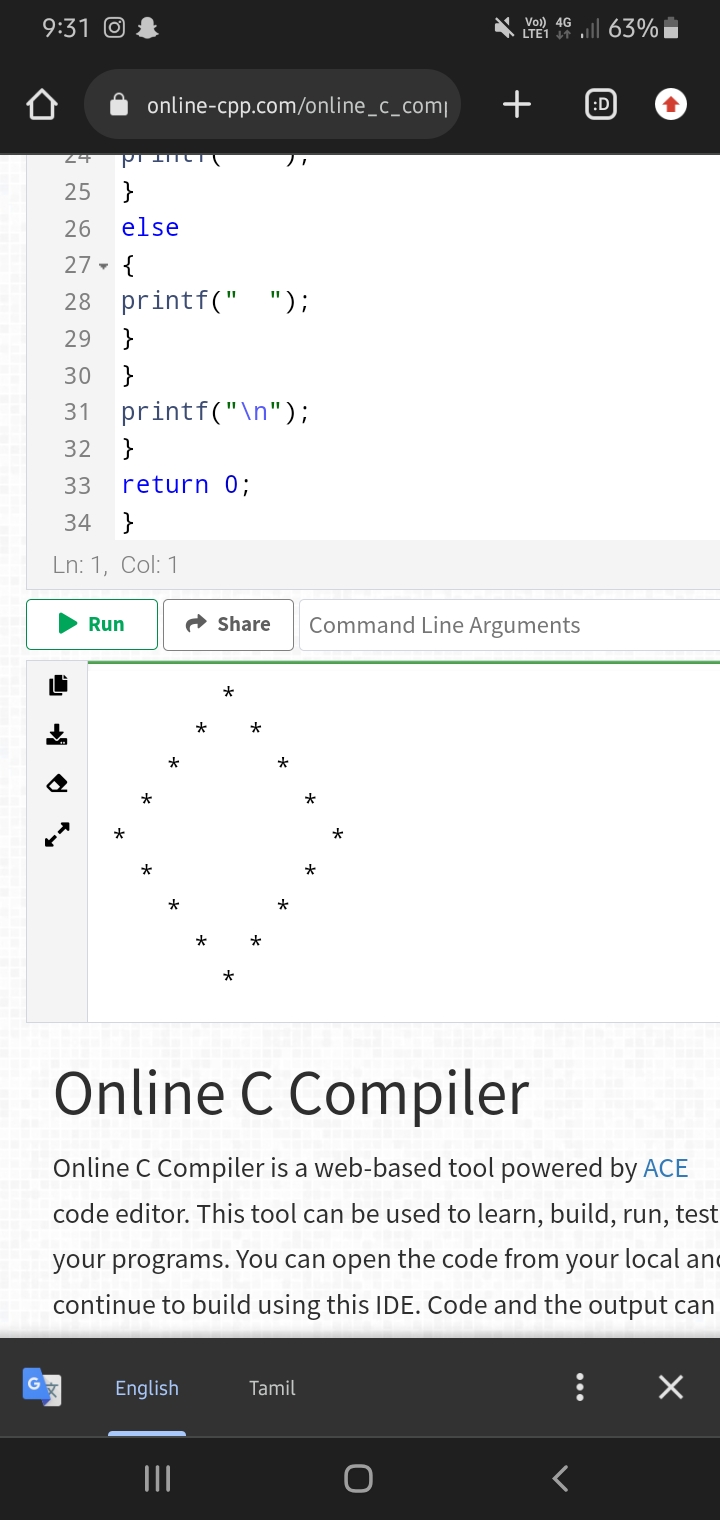 9:31 Vo)) LTE1 4G 63%
online-cpp.com/online_c_com :D
24 printf("   ");
25 }
26 else
27 {
28 printf("  ");
29 }
30 }
31 printf("\n");
32 }
33 return 0;
34 }
Ln: 1, Col: 1
Run Share Command Line Arguments
        *
      *   *
    *       *
  *           *
*               *
  *           *
    *       *
      *   *
        *
Online C Compiler
Online C Compiler is a web-based tool powered by ACE
code editor. This tool can be used to learn, build, run, test
your programs. You can open the code from your local and
continue to build using this IDE. Code and the output can
G 文 English Tamil